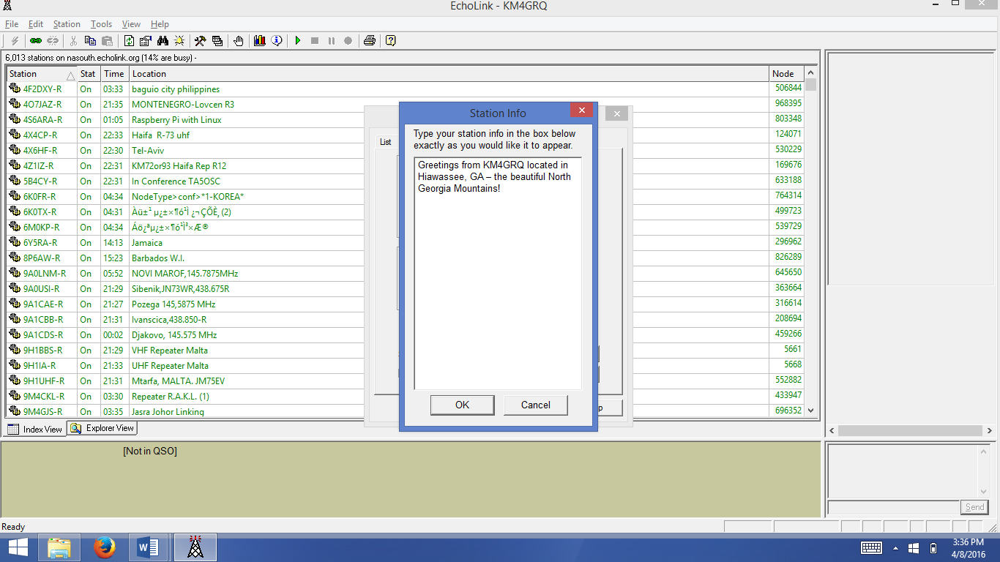 EchoLink - KM4GRQ
File Edit Station Tools View Help
6,013 stations on nasouth.echolink.org (14% are busy) -
Station Stat Time Location Node
4F2DXY-R On 03:33 baguio city philippines 506844
4O7JAZ-R On 21:35 MONTENEGRO-Lovcen R3 968395
4S6ARA-R On 01:05 Raspberry Pi with Linux 803348
4X4CP-R On 22:33 Haifa R-73 uhf 124071
4X6HF-R On 22:30 Tel-Aviv 530229
4Z1IZ-R On 22:31 KM72or93 Haifa Rep R12 169676
5B4CY-R On 22:31 In Conference TA5OSC 633188
6K0FR-R On 04:34 NodeType>conf>*1-KOREA* 764314
6K0TX-R On 04:31 Àü±¹ µ¿±×¶ó¹Ì ¿¬ÇÕÈ¸ (2) 499723
6M0KP-R On 04:34 Áö¿ªµ¿±×¶ó¹Ì³×Æ® 539729
6Y5RA-R On 14:13 Jamaica 296962
8P6AW-R On 15:23 Barbados W.I. 826289
9A0LNM-R On 05:52 NOVI MAROF,145.7875MHz 645650
9A0USI-R On 21:29 Sibenik,JN73WR,438.675R 363664
9A1CAE-R On 21:27 Pozega 145,5875 MHz 316614
9A1CBB-R On 21:31 Ivanscica,438.850-R 208694
9A1CDS-R On 00:02 Djakovo, 145.575 MHz 459266
9H1BBS-R On 21:29 VHF Repeater Malta 5661
9H1IA-R On 21:33 UHF Repeater Malta 5668
9H1UHF-R On 21:31 Mtarfa, MALTA. JM75EV 552882
9M4CKL-R On 03:30 Repeater R.A.K.L. (1) 433947
9M4GJS-R On 03:35 Jasra Johor Linking 696352
List
Station Info
Type your station info in the box below
exactly as you would like it to appear.
Greetings from KM4GRQ located in
Hiawassee, GA – the beautiful North
Georgia Mountains!
OK Cancel
p
Index View Explorer View
[Not in QSO]
Send
Ready
3:36 PM
4/8/2016